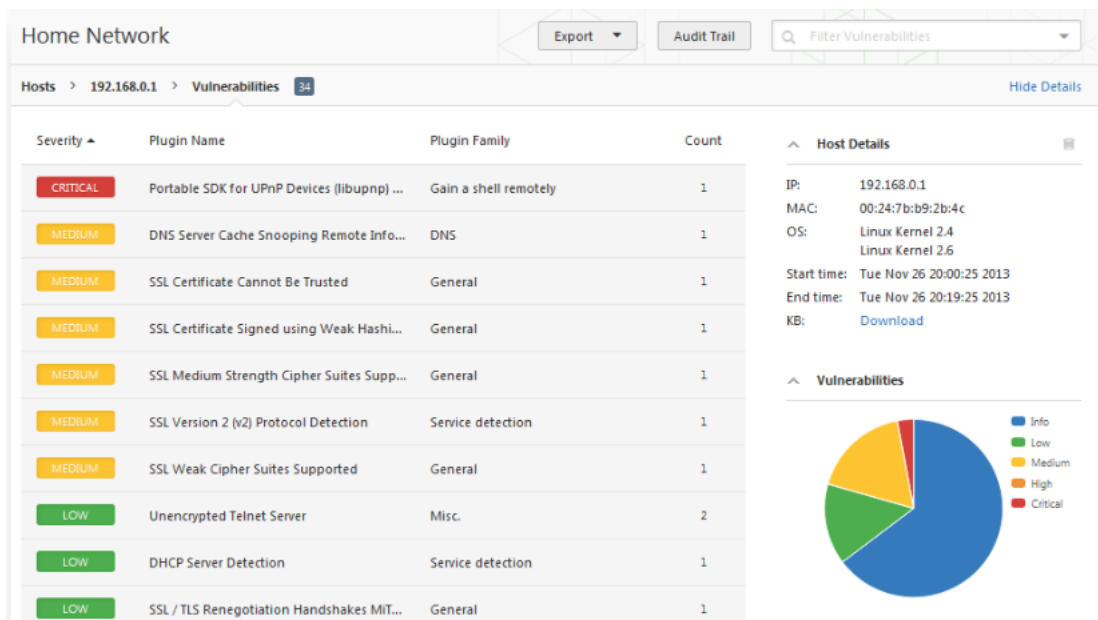 Home Network
Export
Audit Trail
Filter Vulnerabilities
Hosts > 192.168.0.1 > Vulnerabilities 34
Hide Details
Severity Plugin Name Plugin Family Count
CRITICAL Portable SDK for UPnP Devices (libupnp) ... Gain a shell remotely 1
MEDIUM DNS Server Cache Snooping Remote Info... DNS 1
MEDIUM SSL Certificate Cannot Be Trusted General 1
MEDIUM SSL Certificate Signed using Weak Hashi... General 1
MEDIUM SSL Medium Strength Cipher Suites Supp... General 1
MEDIUM SSL Version 2 (v2) Protocol Detection Service detection 1
MEDIUM SSL Weak Cipher Suites Supported General 1
LOW Unencrypted Telnet Server Misc. 2
LOW DHCP Server Detection Service detection 1
LOW SSL / TLS Renegotiation Handshakes MiT... General 1
Host Details
IP: 192.168.0.1
MAC: 00:24:7b:b9:2b:4c
OS: Linux Kernel 2.4
Linux Kernel 2.6
Start time: Tue Nov 26 20:00:25 2013
End time: Tue Nov 26 20:19:25 2013
KB: Download
Vulnerabilities
Info
Low
Medium
High
Critical